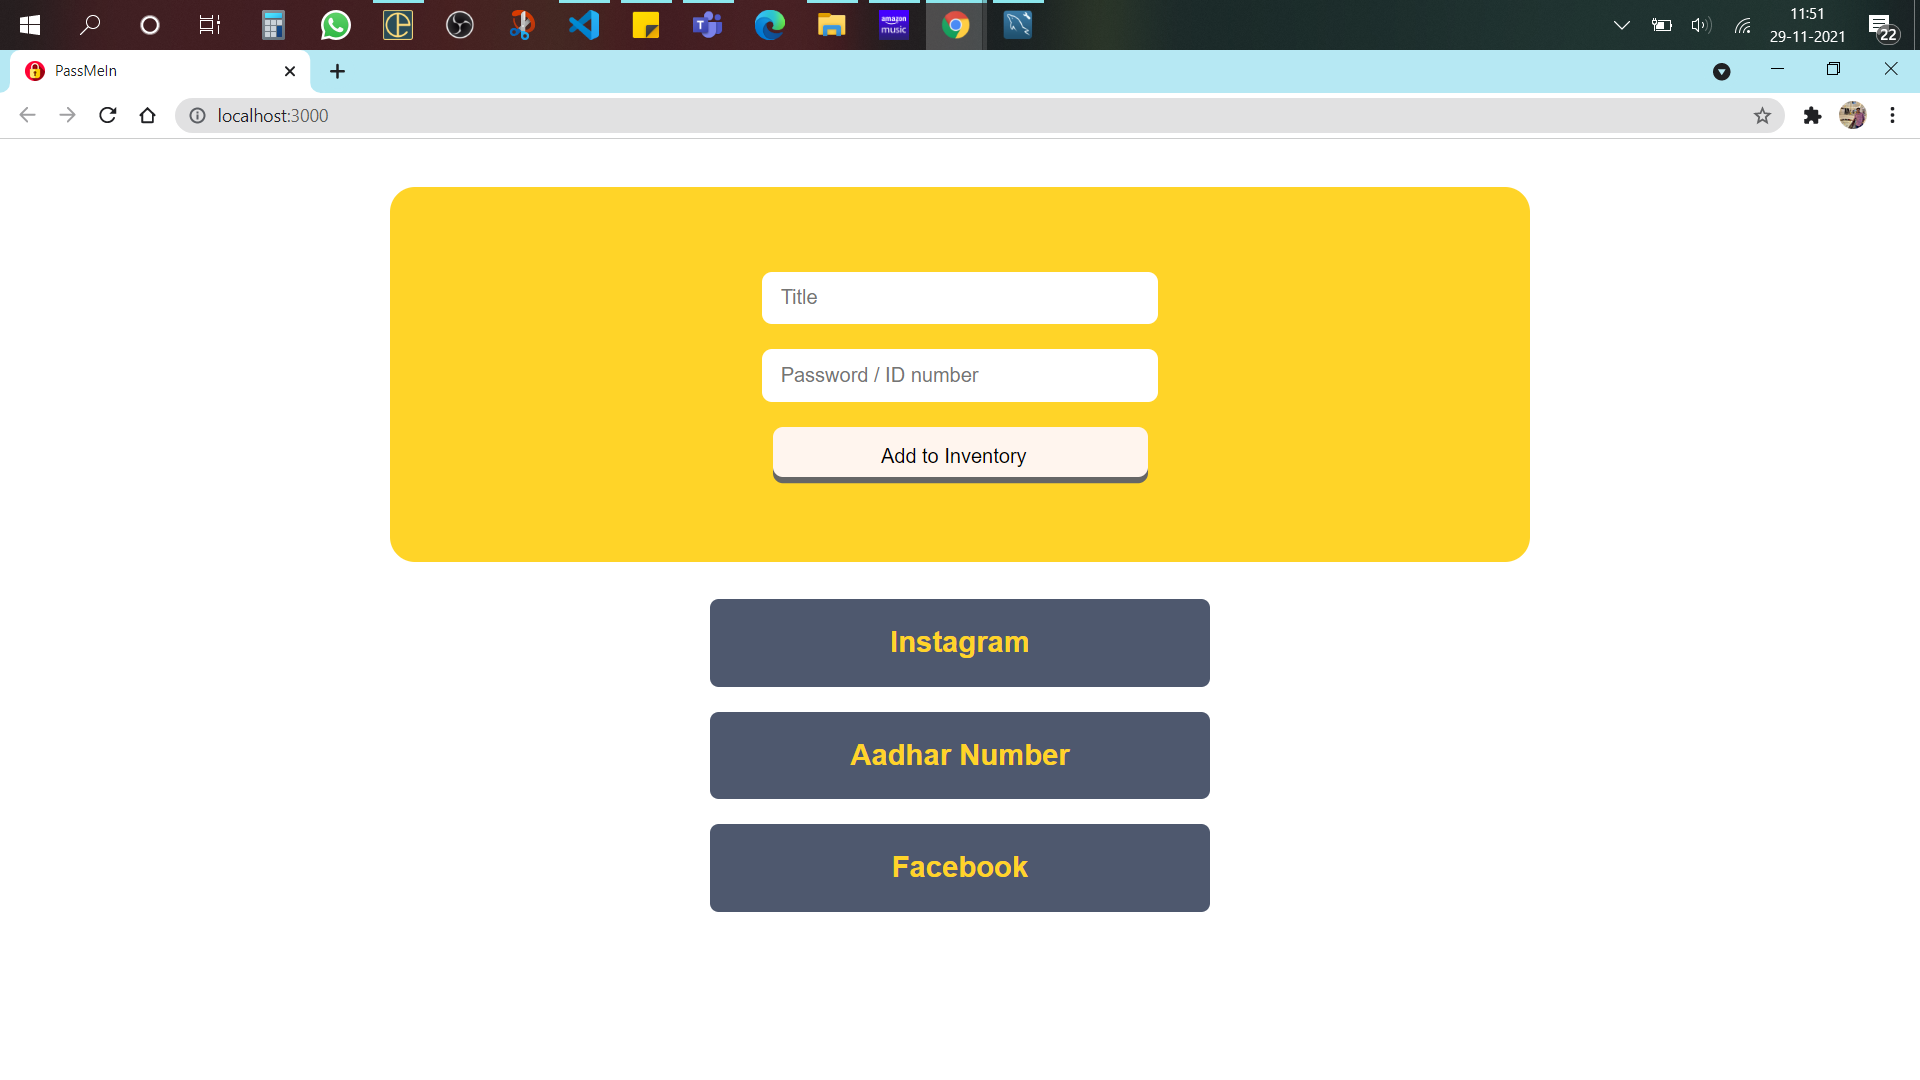 11:51
29-11-2021
22
amazon
music
T
PassMeIn
localhost:3000
Title
Password / ID number
Add to Inventory
Instagram
Aadhar Number
Facebook